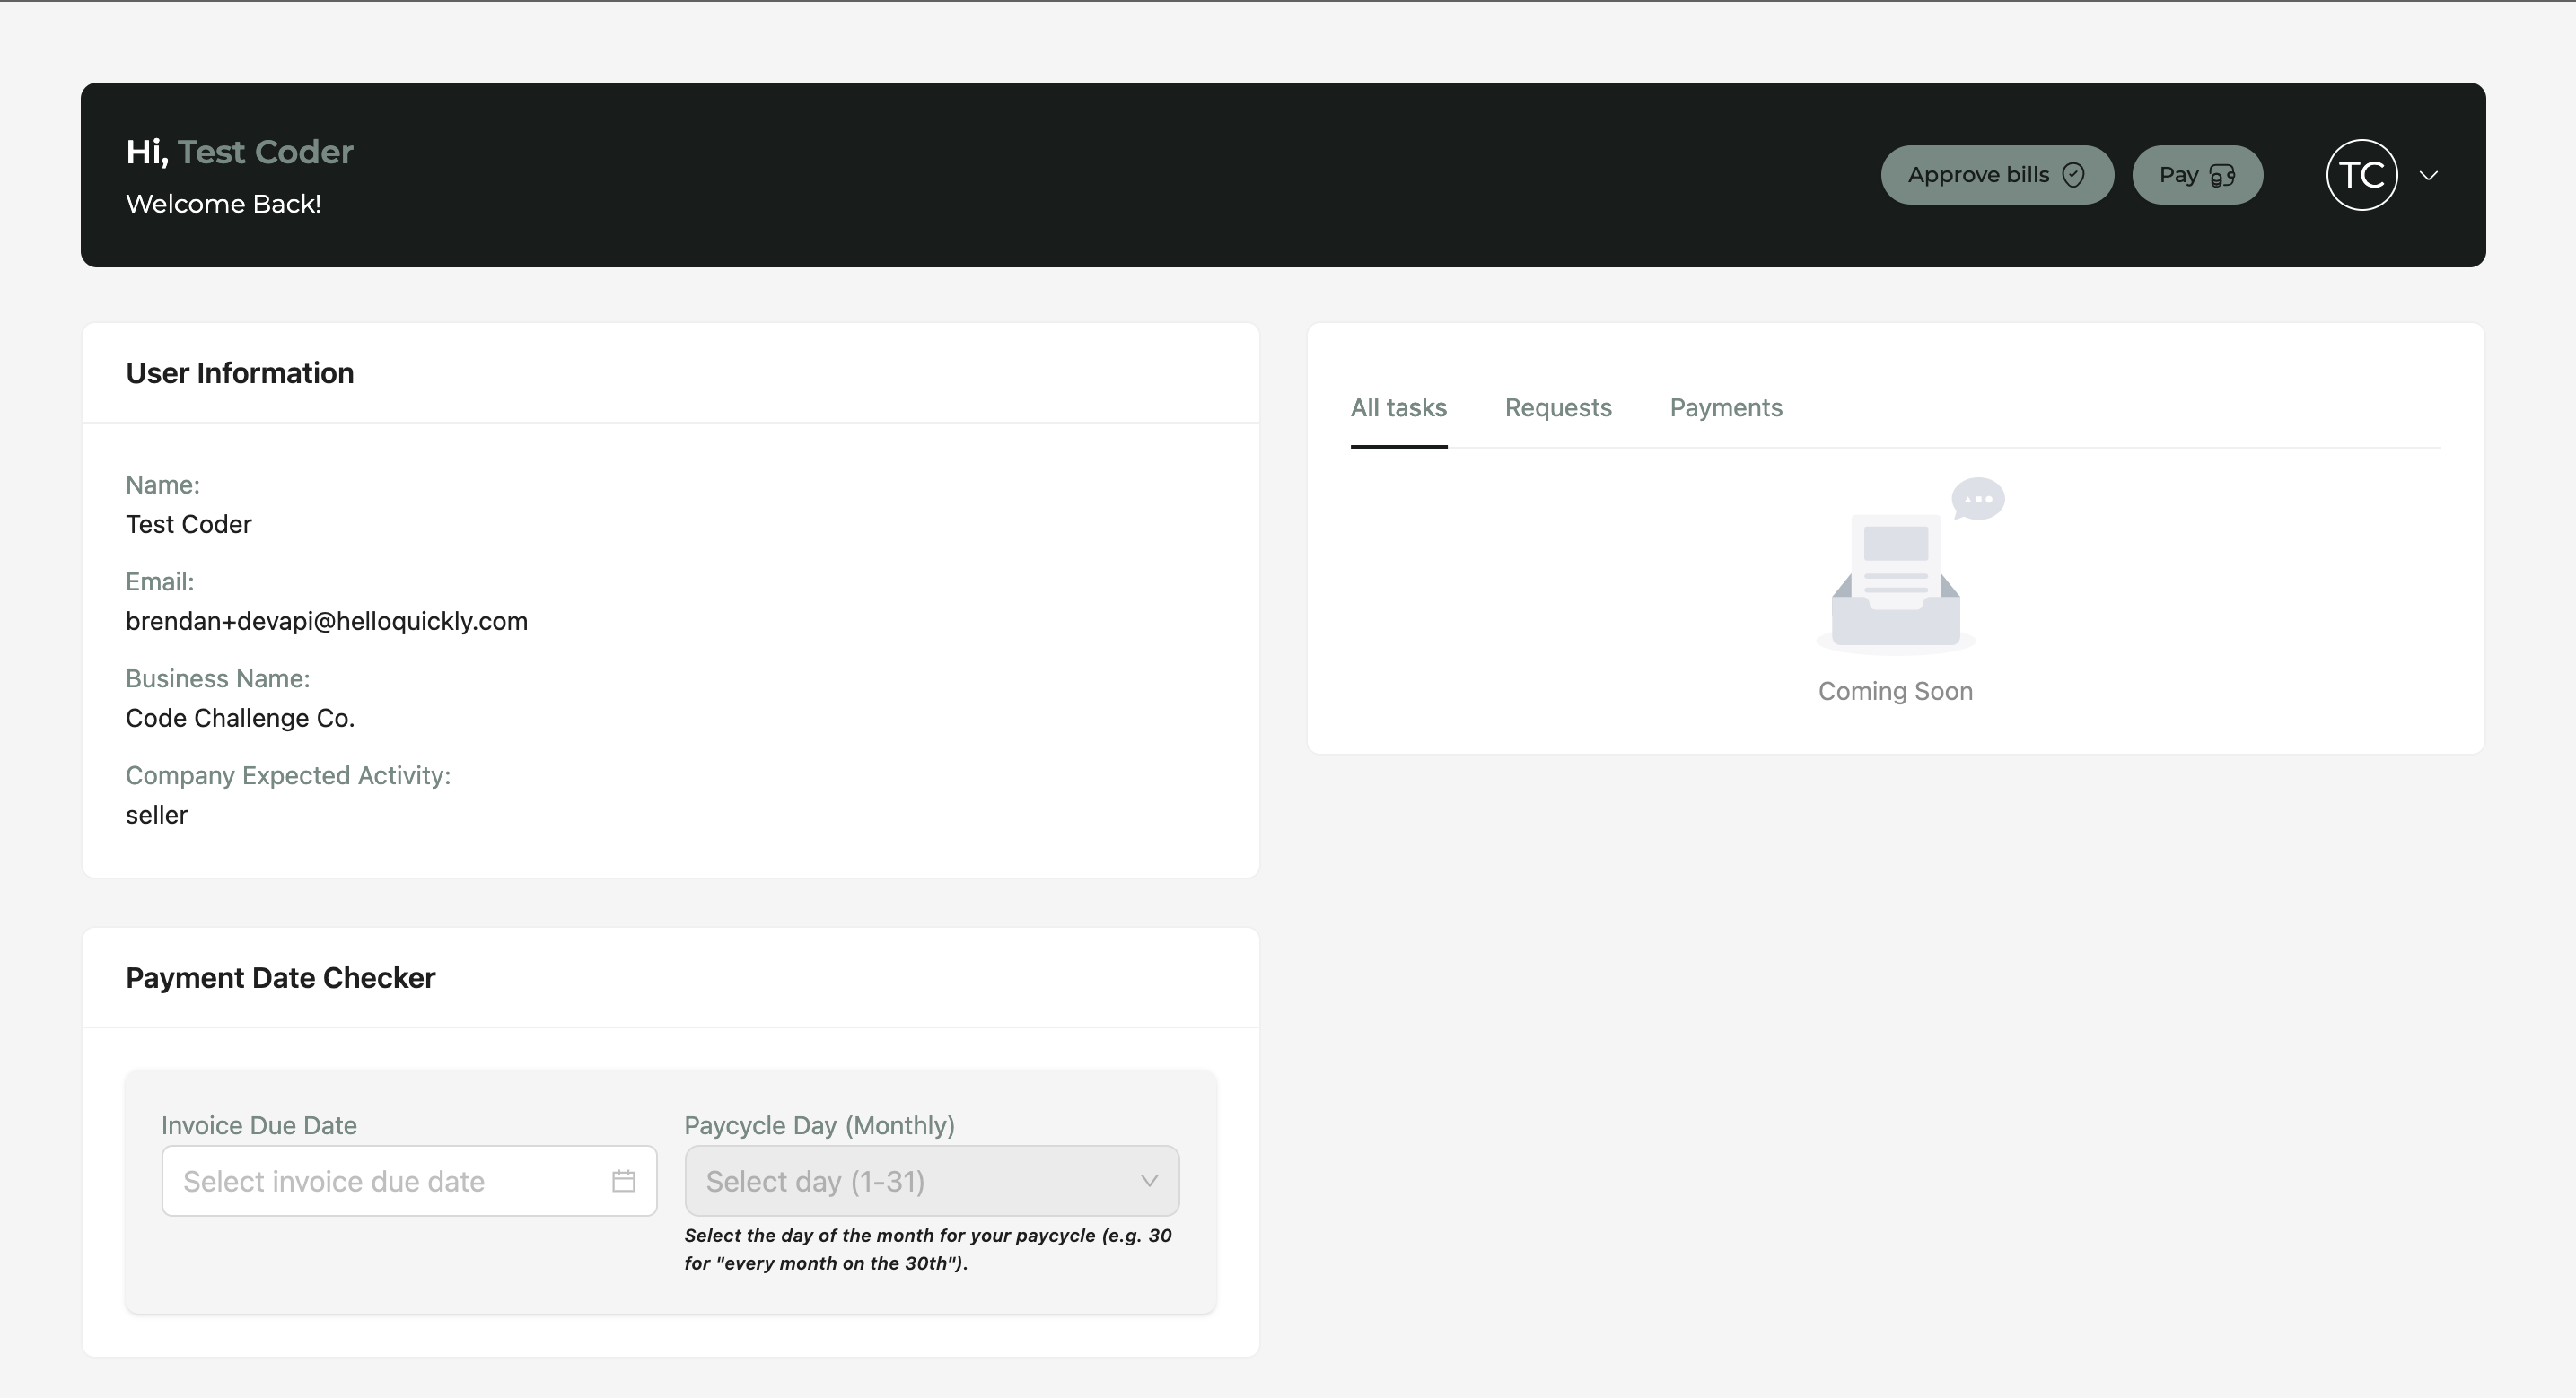 Hi, Test Coder
Welcome Back!
Approve bills
Pay
TC
User Information
Name:
Test Coder
Email:
brendan+devapi@helloquickly.com
Business Name:
Code Challenge Co.
Company Expected Activity:
seller
All tasks
Requests
Payments
Coming Soon
Payment Date Checker
Invoice Due Date
Select invoice due date
Paycycle Day (Monthly)
Select day (1-31)
Select the day of the month for your paycycle (e.g. 30
for "every month on the 30th").